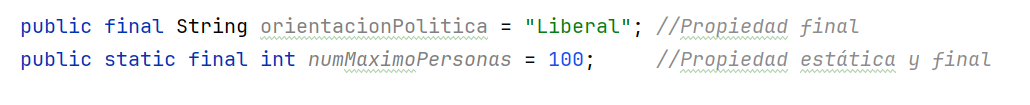 public final String orientacionPolitica = "Liberal"; //Propiedad final
public static final int numMaximoPersonas = 100;     //Propiedad estática y final